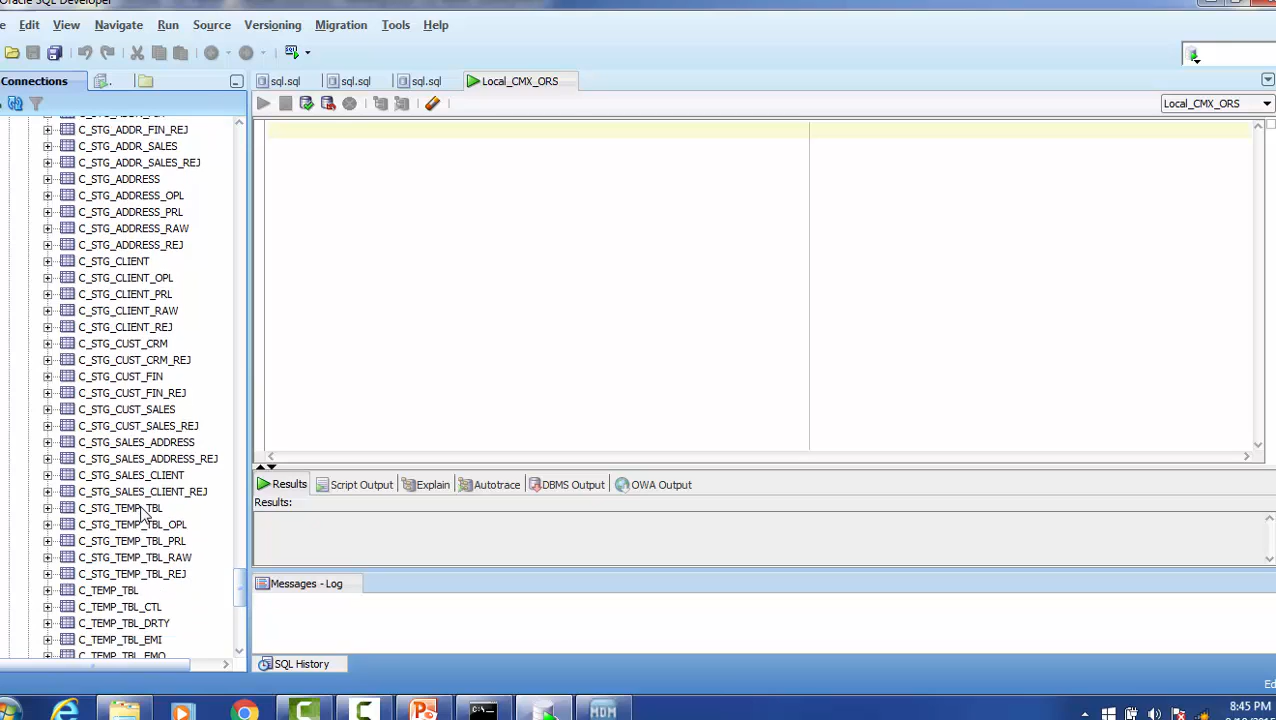 Oracle SQL Developer
Edit View Navigate Run Source Versioning Migration Tools Help
Connections
sql.sql sql.sql sql.sql Local_CMX_ORS
Local_CMX_ORS
C_STG_ADDR_FIN_REJ
C_STG_ADDR_SALES
C_STG_ADDR_SALES_REJ
C_STG_ADDRESS
C_STG_ADDRESS_OPL
C_STG_ADDRESS_PRL
C_STG_ADDRESS_RAW
C_STG_ADDRESS_REJ
C_STG_CLIENT
C_STG_CLIENT_OPL
C_STG_CLIENT_PRL
C_STG_CLIENT_RAW
C_STG_CLIENT_REJ
C_STG_CUST_CRM
C_STG_CUST_CRM_REJ
C_STG_CUST_FIN
C_STG_CUST_FIN_REJ
C_STG_CUST_SALES
C_STG_CUST_SALES_REJ
C_STG_SALES_ADDRESS
C_STG_SALES_ADDRESS_REJ
C_STG_SALES_CLIENT
C_STG_SALES_CLIENT_REJ
C_STG_TEMP_TBL
C_STG_TEMP_TBL_OPL
C_STG_TEMP_TBL_PRL
C_STG_TEMP_TBL_RAW
C_STG_TEMP_TBL_REJ
C_TEMP_TBL
C_TEMP_TBL_CTL
C_TEMP_TBL_DRTY
C_TEMP_TBL_EMI
C_TEMP_TBL_EMO
Results Script Output Explain Autotrace DBMS Output OWA Output
Results:
Messages - Log
SQL History
Ed
MDM
8:45 PM